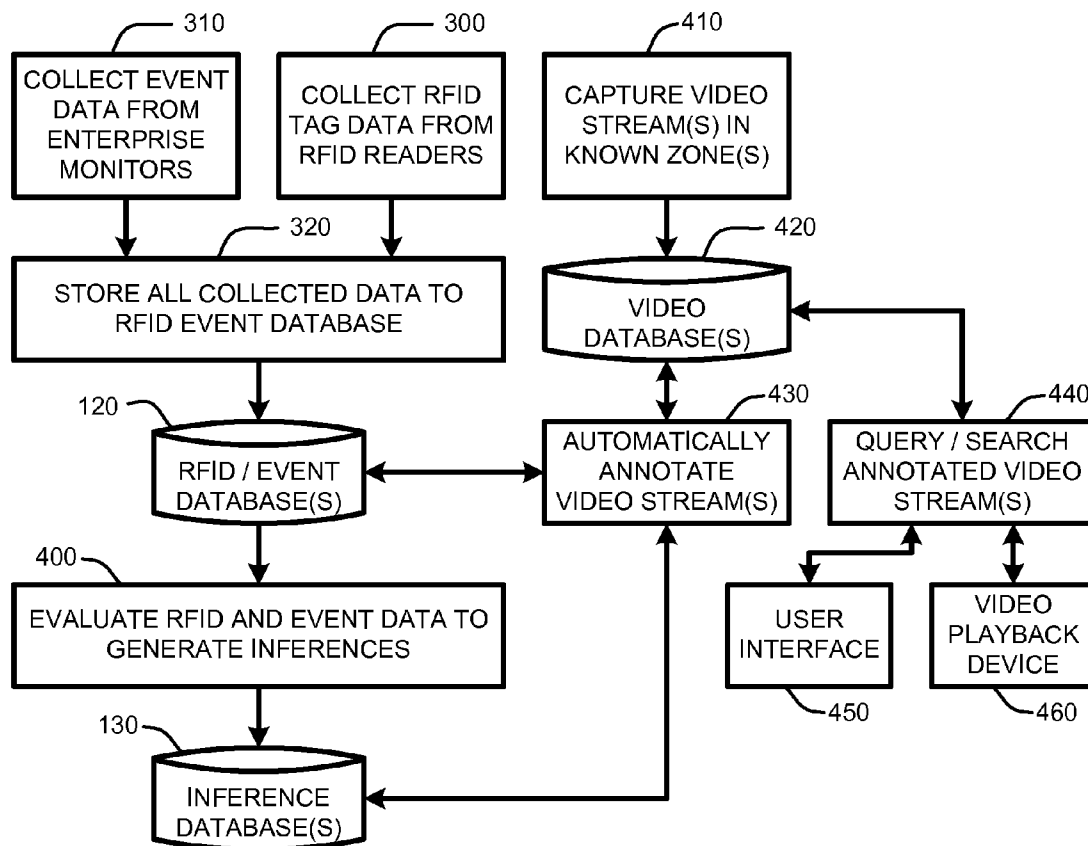 310
COLLECT EVENT
DATA FROM
ENTERPRISE
MONITORS
300
COLLECT RFID
TAG DATA FROM
RFID READERS
410
CAPTURE VIDEO
STREAM(S) IN
KNOWN ZONE(S)
320
STORE ALL COLLECTED DATA TO
RFID EVENT DATABASE
420
VIDEO
DATABASE(S)
120
RFID / EVENT
DATABASE(S)
430
AUTOMATICALLY
ANNOTATE
VIDEO STREAM(S)
440
QUERY / SEARCH
ANNOTATED VIDEO
STREAM(S)
400
EVALUATE RFID AND EVENT DATA TO
GENERATE INFERENCES
USER
INTERFACE
450
VIDEO
PLAYBACK
DEVICE
460
130
INFERENCE
DATABASE(S)